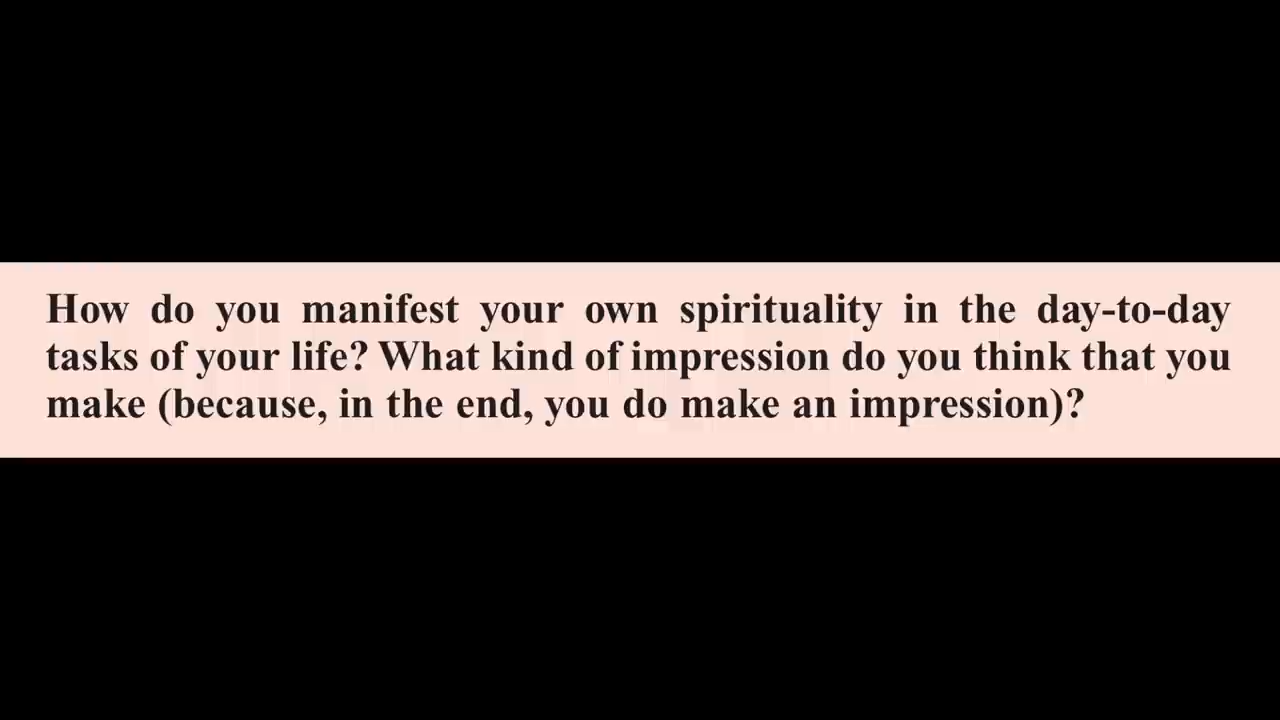 How do you manifest your own spirituality in the day-to-day
tasks of your life? What kind of impression do you think that you
make (because, in the end, you do make an impression)?